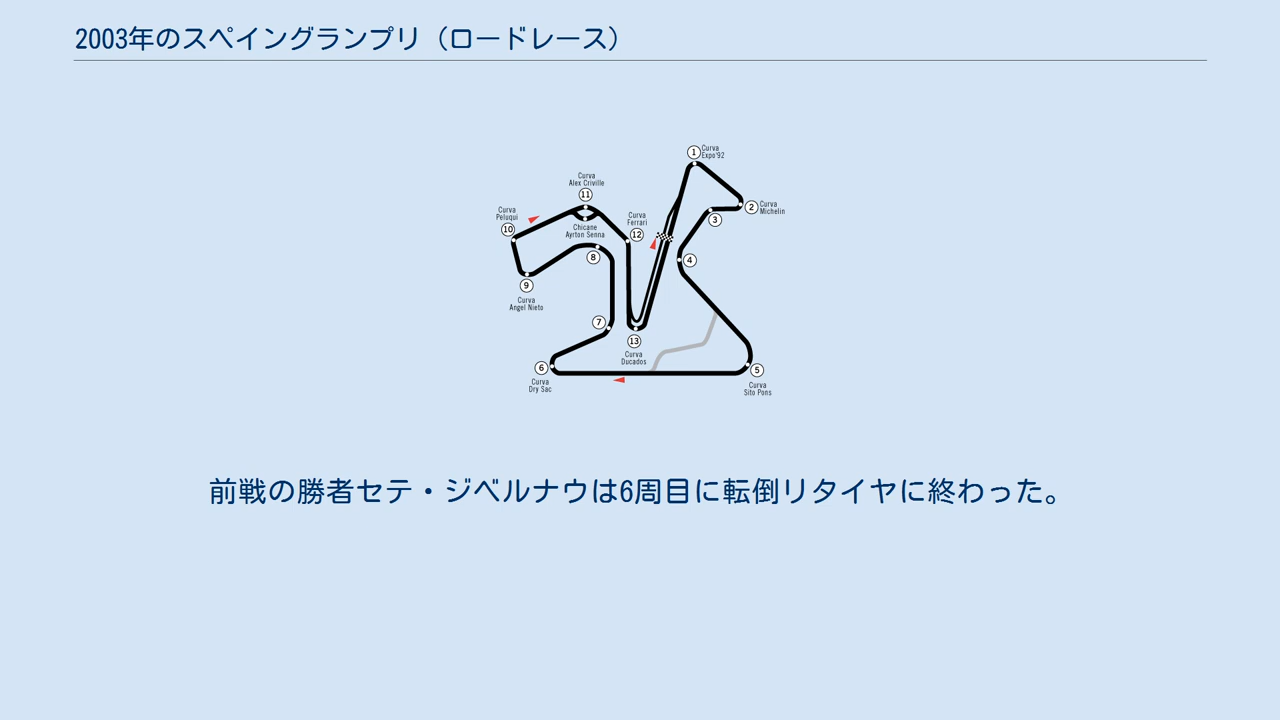 2003年のスペイングランプリ（ロードレース）
1
Curva
Expo'92
2
Curva
Michelin
3
4
5
Curva
Sito Pons
6
Curva
Dry Sac
7
8
9
Curva
Angel Nieto
Curva
Peluqui
10
Curva
Alex Criville
11
Chicane
Ayrton Senna
Curva
Ferrari
12
13
Curva
Ducados
前戦の勝者セテ・ジベルナウは6周目に転倒リタイヤに終わった。